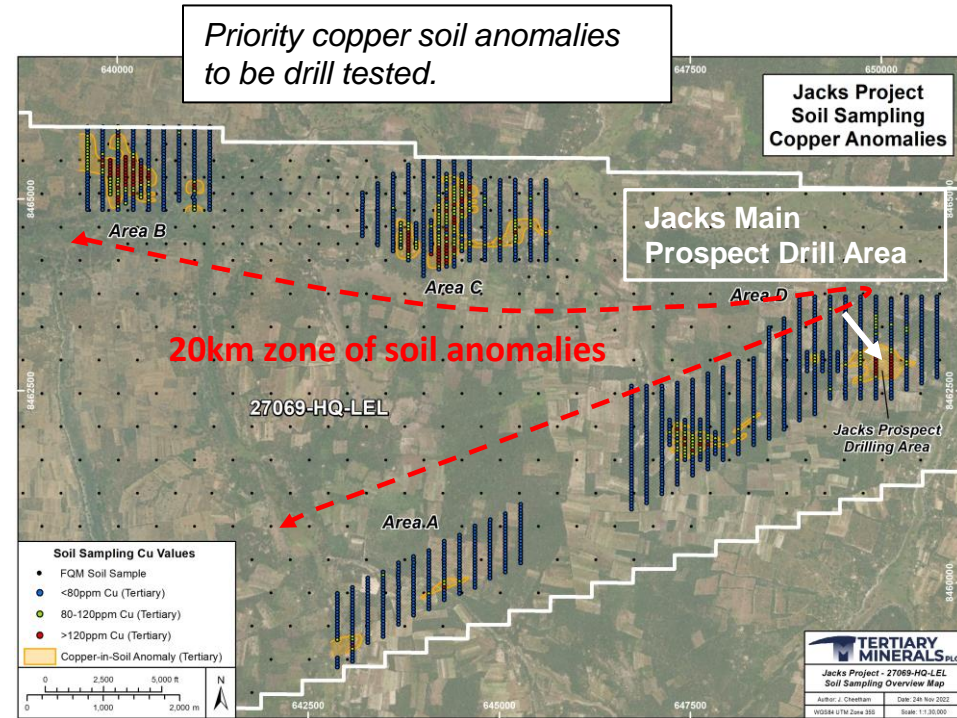 Priority copper soil anomalies
to be drill tested.
640000
647500
650000
Jacks Project
Soil Sampling
Copper Anomalies
8465000
8465000
Area B
Jacks Main
Prospect Drill Area
Area C
Area D
20km zone of soil anomalies
8462500
8462500
27069-HQ-LEL
Jacks Prospect
Drilling Area
Area A
8460000
Soil Sampling Cu Values
FQM Soil Sample
<80ppm Cu (Tertiary)
80-120ppm Cu (Tertiary)
>120ppm Cu (Tertiary)
Copper-in-Soil Anomaly (Tertiary)
0 2,500 5,000 ft
0 1,000 2,000 m
N
642500
645000
647500
TERTIARY
MINERALS PLC
Jacks Project - 27069-HQ-LEL
Soil Sampling Overview Map
Author: J. Cheetham
Date: 24th Nov 2022
WGS84 UTM Zone 35S
Scale: 1:1,30,000